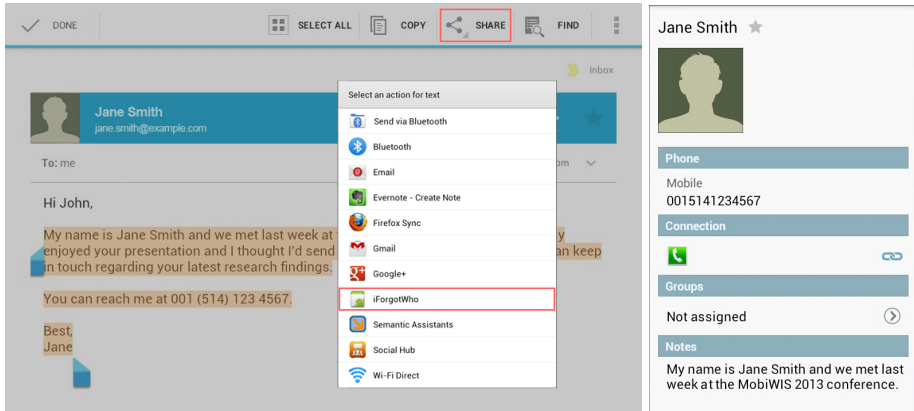 DONE
SELECT ALL
COPY
SHARE
FIND
Inbox
Jane Smith
jane.smith@example.com
To: me
Hi John,
My name is Jane Smith and we met last week at
enjoyed your presentation and I thought I'd send
an keep
in touch regarding your latest research findings.
You can reach me at 001 (514) 123 4567.
Best,
Jane
Select an action for text
Send via Bluetooth
Bluetooth
Email
Evernote - Create Note
Firefox Sync
Gmail
Google+
iForgotWho
Semantic Assistants
Social Hub
Wi-Fi Direct
Jane Smith
Phone
Mobile
0015141234567
Connection
Groups
Not assigned
Notes
My name is Jane Smith and we met last
week at the MobiWIS 2013 conference.